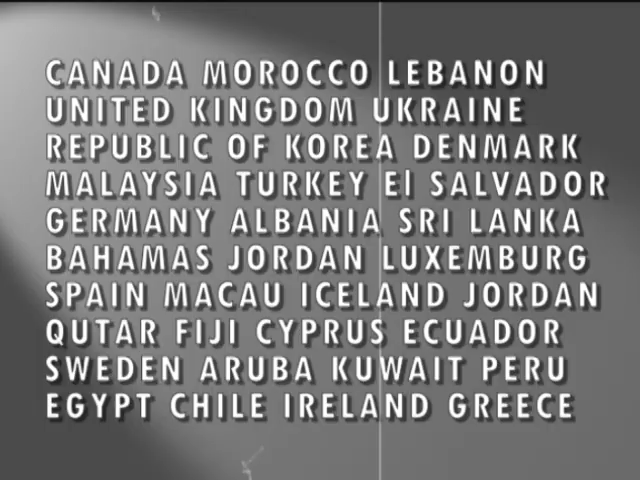 CANADA MOROCCO LEBANON
UNITED KINGDOM UKRAINE
REPUBLIC OF KOREA DENMARK
MALAYSIA TURKEY El SALVADOR
GERMANY ALBANIA SRI LANKA
BAHAMAS JORDAN LUXEMBURG
SPAIN MACAU ICELAND JORDAN
QUTAR FIJI CYPRUS ECUADOR
SWEDEN ARUBA KUWAIT PERU
EGYPT CHILE IRELAND GREECE